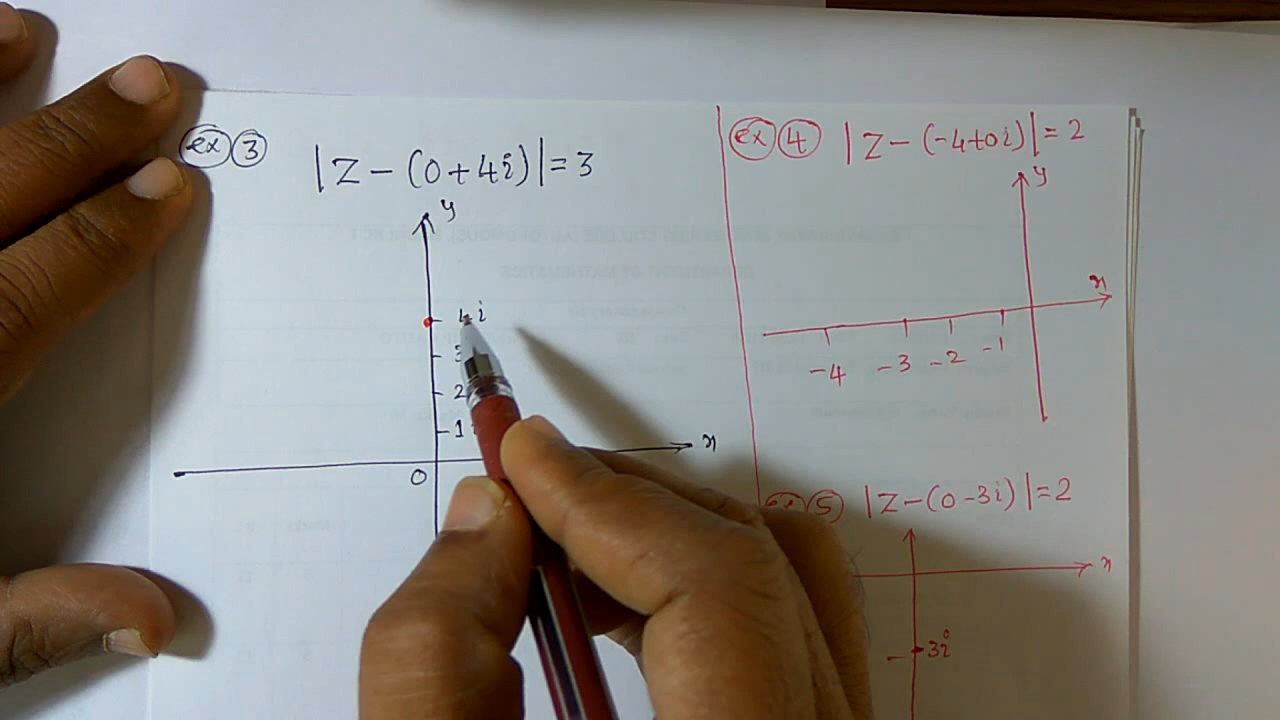 ex 3
|Z-(0+4i)|=3
y
4i
3
2
1
0
x
ex 4 |Z-(-4+0i)|=2
y
x
-4 -3 -2 -1
ex 5 |Z-(0-3i)|=2
x
-3i